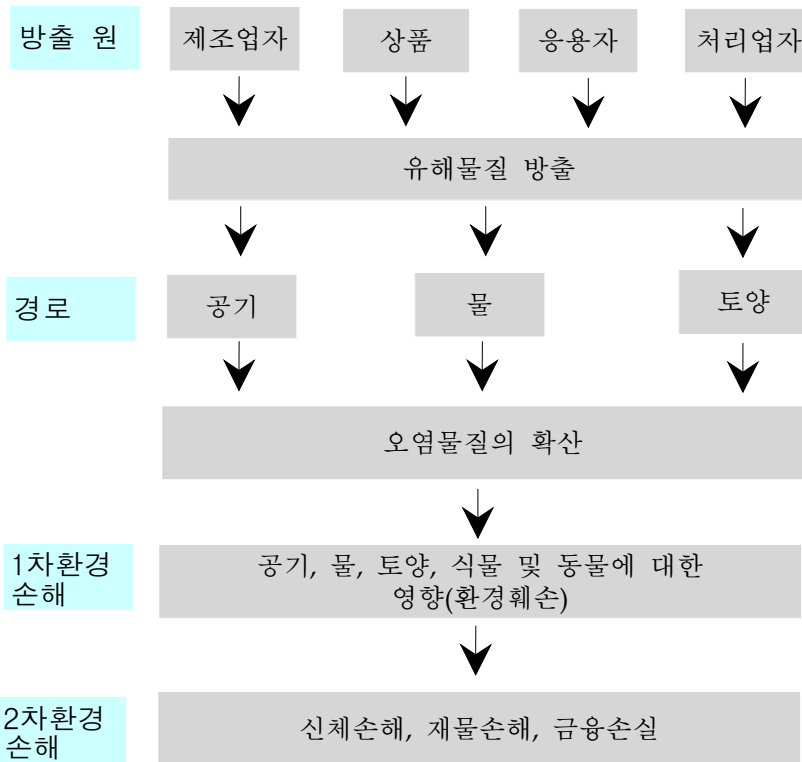 방출 원
제조업자
상품
응용자
처리업자
유해물질 방출
경로
공기
물
토양
오염물질의 확산
1차환경
손해
공기, 물, 토양, 식물 및 동물에 대한
영향(환경훼손)
2차환경
손해
신체손해, 재물손해, 금융손실